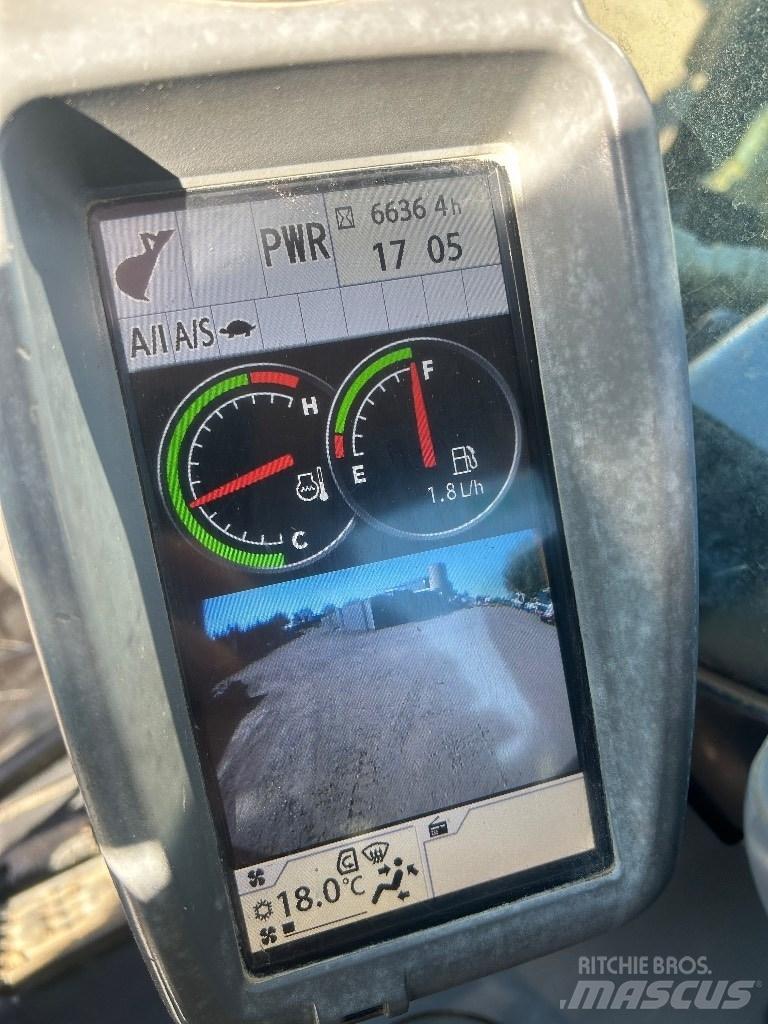 PWR
6636 4h
17 05
A/I A/S
H
C
F
E
1.8 L/h
18.0°C
RITCHIE BROS.
MASCUS